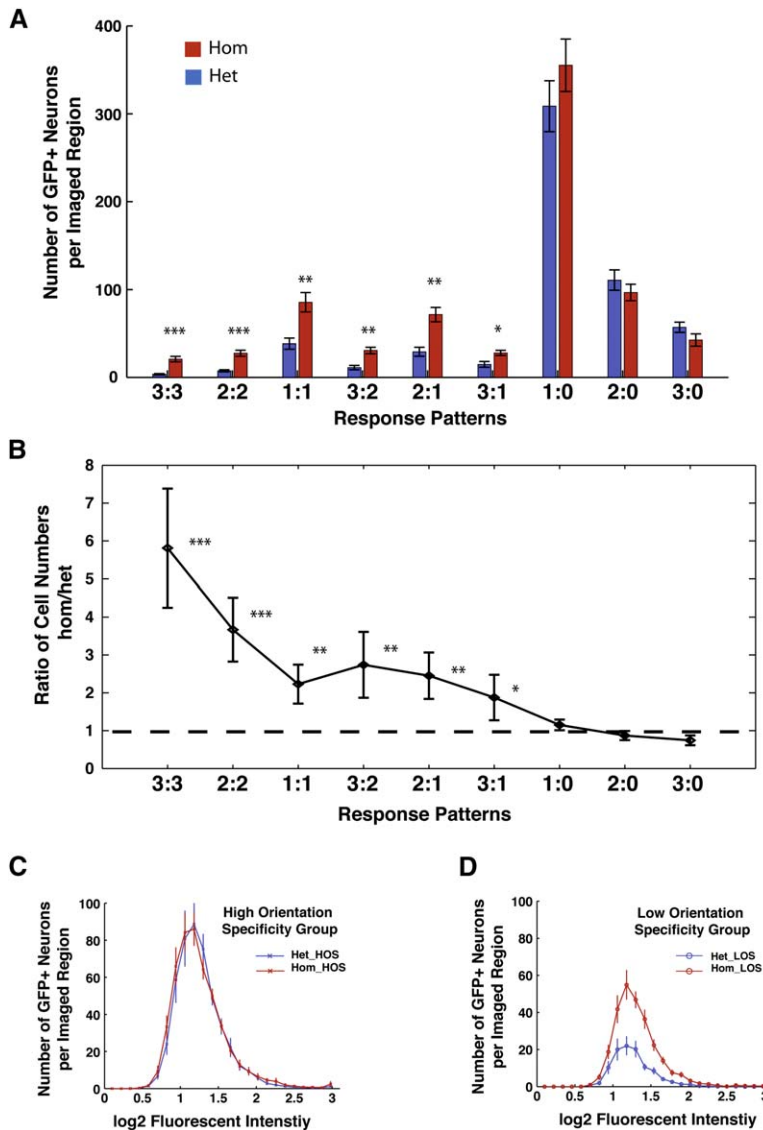 A
Number of GFP+ Neurons
per Imaged Region
400
300
200
100
0
Hom
Het
***
***
**
**
**
*
3:3 2:2 1:1 3:2 2:1 3:1 1:0 2:0 3:0
Response Patterns
B
Ratio of Cell Numbers
hom/het
8
7
6
5
4
3
2
1
0
***
***
**
**
**
*
3:3 2:2 1:1 3:2 2:1 3:1 1:0 2:0 3:0
Response Patterns
C
Number of GFP+ Neurons
per Imaged Region
100
80
60
40
20
0
High Orientation
Specificity Group
Het_HOS
Hom_HOS
0 0.5 1 1.5 2 2.5 3
log2 Fluorescent Intenstiy
D
Number of GFP+ Neurons
per Imaged Region
100
80
60
40
20
0
Low Orientation
Specificity Group
Het_LOS
Hom_LOS
0 0.5 1 1.5 2 2.5 3
log2 Fluorescent Intenstiy